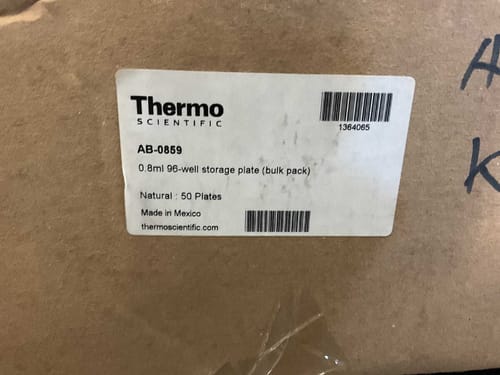 Thermo
SCIENTIFIC
1364065
AB-0859
0.8ml 96-well storage plate (bulk pack)
Natural : 50 Plates
Made in Mexico
thermoscientific.com